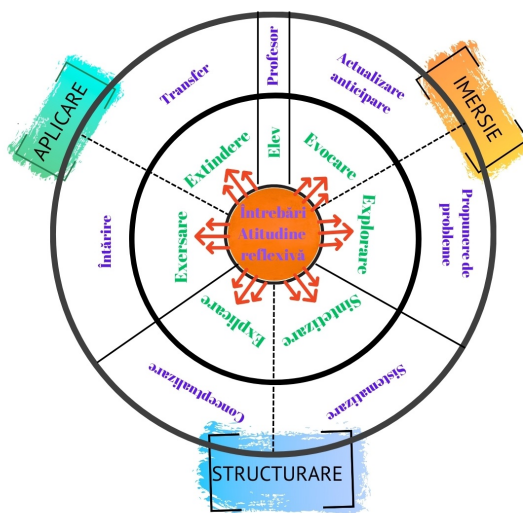 Profesor
Elev
Actualizare
anticipare
IMERSIE
Propunere de
probleme
Sistematizare
STRUCTURARE
Conceptualizare
Întărire
APLICARE
Transfer
Evocare
Explorare
Sintetizare
Explicare
Exersare
Extindere
Întrebări
Atitudine
reflexivă